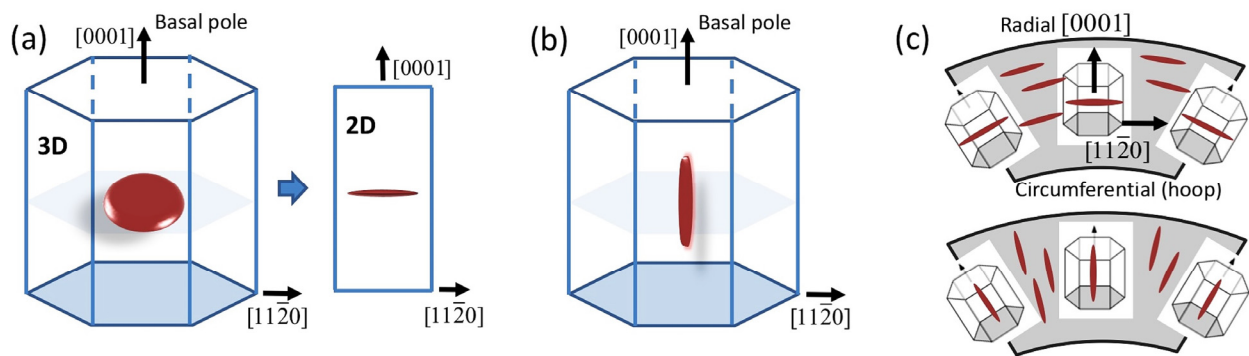 (a)
Basal pole
[0001]
3D
[112̅0]
[0001]
2D
[112̅0]
(b)
Basal pole
[0001]
[112̅0]
(c)
Radial [0001]
[112̅0]
Circumferential (hoop)